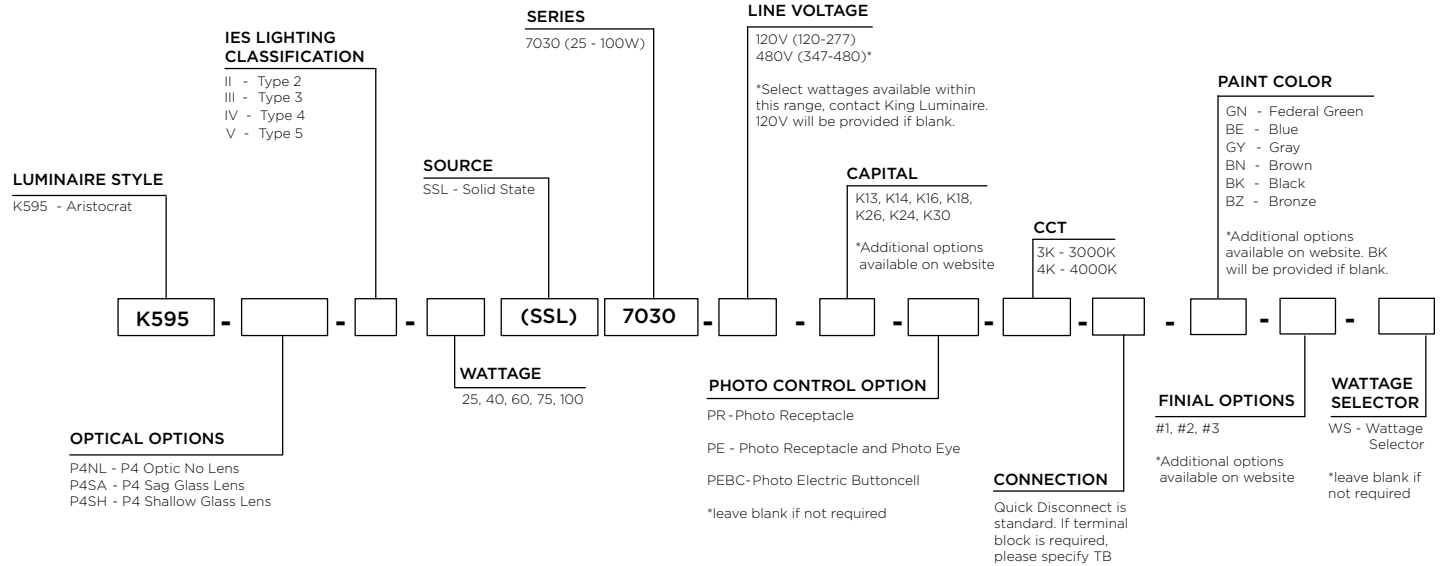 LUMINAIRE STYLE
K595 - Aristocrat
IES LIGHTING
CLASSIFICATION
II - Type 2
III - Type 3
IV - Type 4
V - Type 5
SOURCE
SSL - Solid State
SERIES
7030 (25 - 100W)
LINE VOLTAGE
120V (120-277)
480V (347-480)*
*Select wattages available within
this range, contact King Luminaire.
120V will be provided if blank.
CAPITAL
K13, K14, K16, K18,
K26, K24, K30
*Additional options
available on website
CCT
3K - 3000K
4K - 4000K
PAINT COLOR
GN - Federal Green
BE - Blue
GY - Gray
BN - Brown
BK - Black
BZ - Bronze
*Additional options
available on website. BK
will be provided if blank.
K595 - - - (SSL) 7030 - - - - - - - -
OPTICAL OPTIONS
P4NL - P4 Optic No Lens
P4SA - P4 Sag Glass Lens
P4SH - P4 Shallow Glass Lens
WATTAGE
25, 40, 60, 75, 100
PHOTO CONTROL OPTION
PR - Photo Receptacle
PE - Photo Receptacle and Photo Eye
PEBC- Photo Electric Buttoncell
*leave blank if not required
CONNECTION
Quick Disconnect is
standard. If terminal
block is required,
please specify TB
FINIAL OPTIONS
#1, #2, #3
*Additional options
available on website
WATTAGE
SELECTOR
WS - Wattage
Selector
*leave blank if
not required